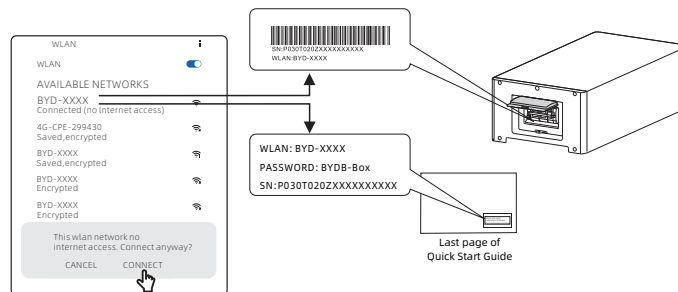 WLAN
WLAN
AVAILABLE NETWORKS
BYD-XXXX
Connected (no Internet access)
4G-CPE-299430
Saved,encrypted
BYD-XXXX
Saved,encrypted
BYD-XXXX
Encrypted
BYD-XXXX
Encrypted
This wlan network no
internet access. Connect anyway?
CANCEL CONNECT
SN:P030T020ZXXXXXXXXXX
WLAN:BYD-XXXX
WLAN: BYD-XXXX
PASSWORD: BYDB-Box
SN:P030T020ZXXXXXXXXXX
Last page of
Quick Start Guide